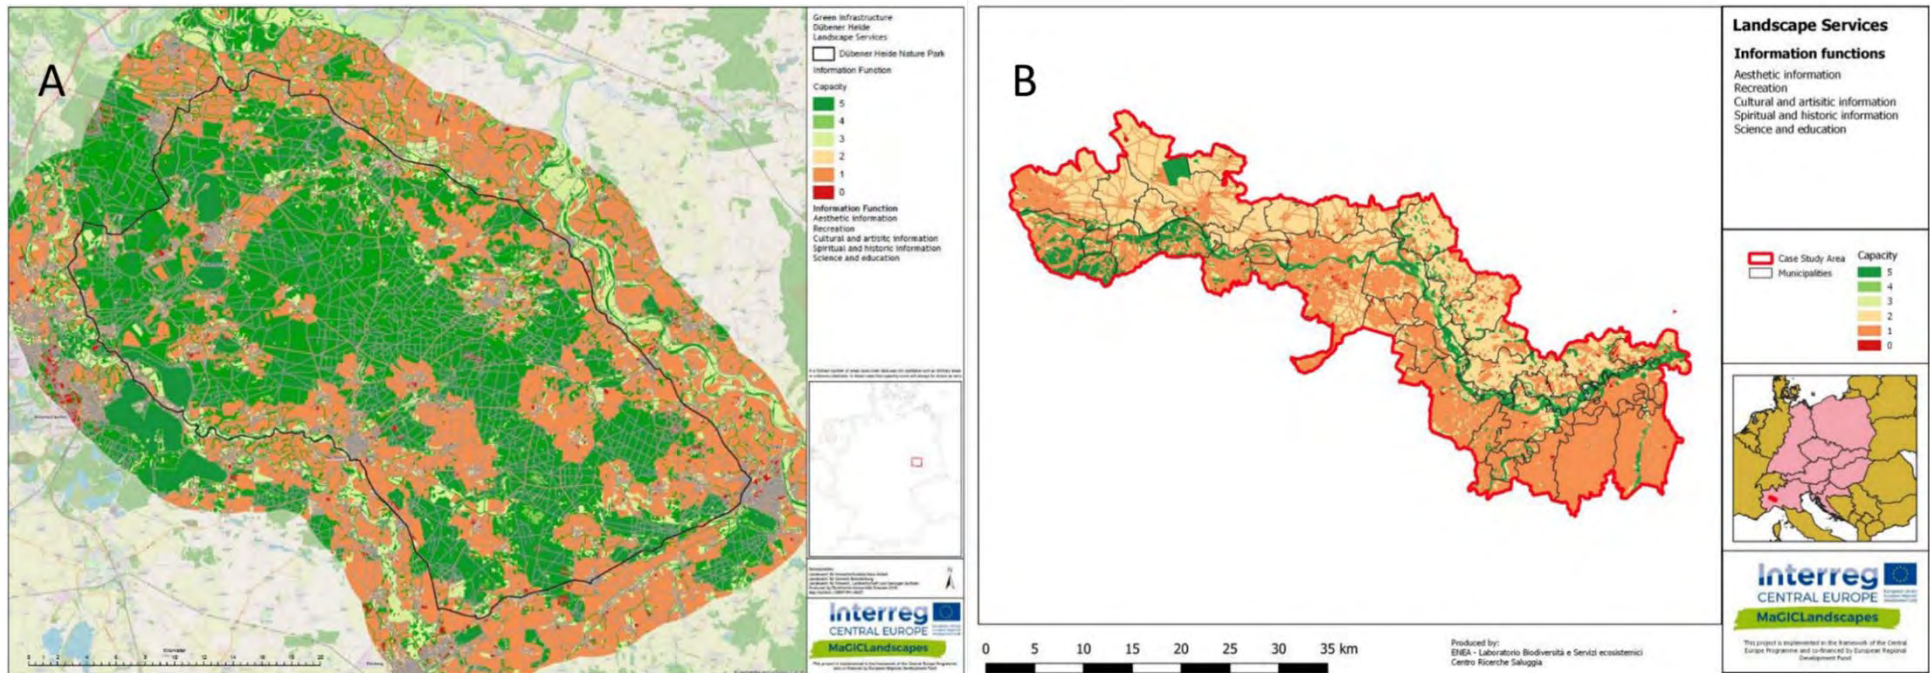 A
Green Infrastructure
Dübener Heide
Landscape Services
Dübener Heide Nature Park
Information Function
Capacity
5
4
3
2
1
0
Information Function
Aesthetic information
Recreation
Cultural and artisitc information
Spiritual and historic information
Science and education
N
Interreg
CENTRAL EUROPE
MaGICLandscapes
B
Landscape Services
Information functions
Aesthetic information
Recreation
Cultural and artisitic information
Spiritual and historic information
Science and education
Case Study Area
Municipalities
Capacity
5
4
3
2
1
0
Interreg
CENTRAL EUROPE
MaGICLandscapes
This project is implemented in the framework of the Central
Europe Programme and co-financed by European Regional
Development Fund
0 5 10 15 20 25 30 35 km
Produced by:
ENEA - Laboratorio Biodiversità e Servizi ecosistemici
Centro Ricerche Saluggia